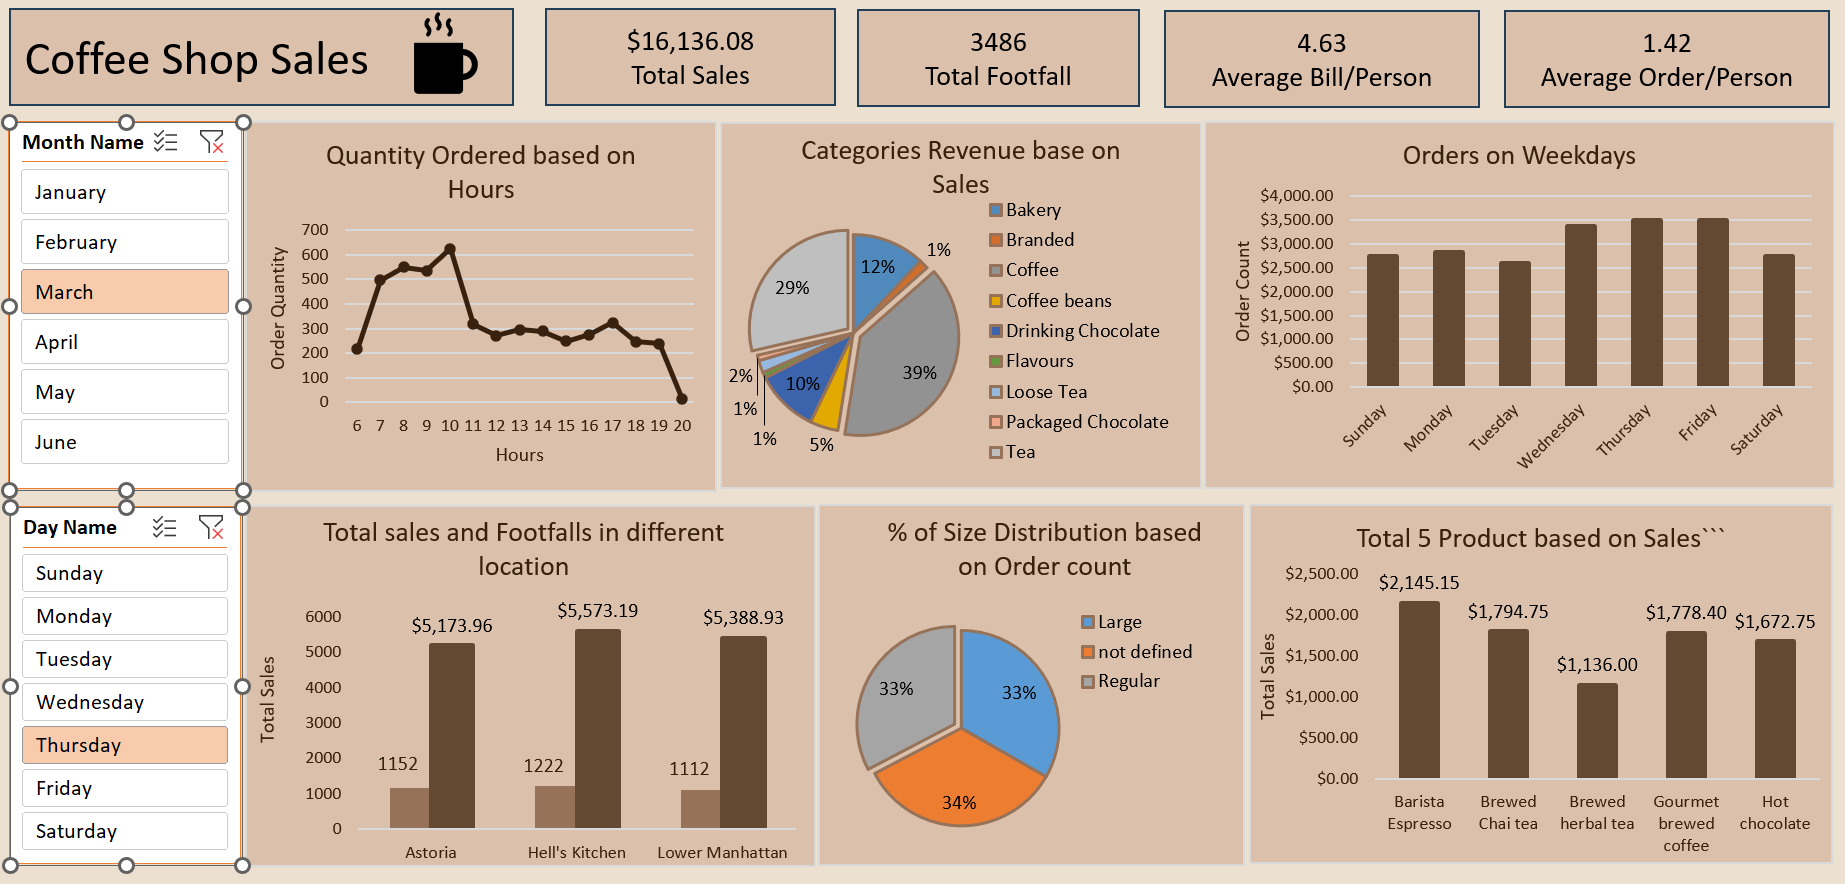 Coffee Shop Sales
$16,136.08
Total Sales
3486
Total Footfall
4.63
Average Bill/Person
1.42
Average Order/Person
Month Name
January
February
March
April
May
June
Quantity Ordered based on
Hours
Order Quantity
700
600
500
400
300
200
100
0
6 7 8 9 10 11 12 13 14 15 16 17 18 19 20
Hours
Categories Revenue base on
Sales
12%
1%
39%
5%
10%
1%
1%
2%
29%
Bakery
Branded
Coffee
Coffee beans
Drinking Chocolate
Flavours
Loose Tea
Packaged Chocolate
Tea
Orders on Weekdays
Order Count
$4,000.00
$3,500.00
$3,000.00
$2,500.00
$2,000.00
$1,500.00
$1,000.00
$500.00
$0.00
Sunday
Monday
Tuesday
Wednesday
Thursday
Friday
Saturday
Day Name
Sunday
Monday
Tuesday
Wednesday
Thursday
Friday
Saturday
Total sales and Footfalls in different
location
Total Sales
6000
5000
4000
3000
2000
1000
0
1152
$5,173.96
1222
$5,573.19
1112
$5,388.93
Astoria
Hell's Kitchen
Lower Manhattan
% of Size Distribution based
on Order count
33%
34%
33%
Large
not defined
Regular
Total 5 Product based on Sales```
Total Sales
$2,500.00
$2,000.00
$1,500.00
$1,000.00
$500.00
$0.00
$2,145.15
$1,794.75
$1,136.00
$1,778.40
$1,672.75
Barista
Espresso
Brewed
Chai tea
Brewed
herbal tea
Gourmet
brewed
coffee
Hot
chocolate